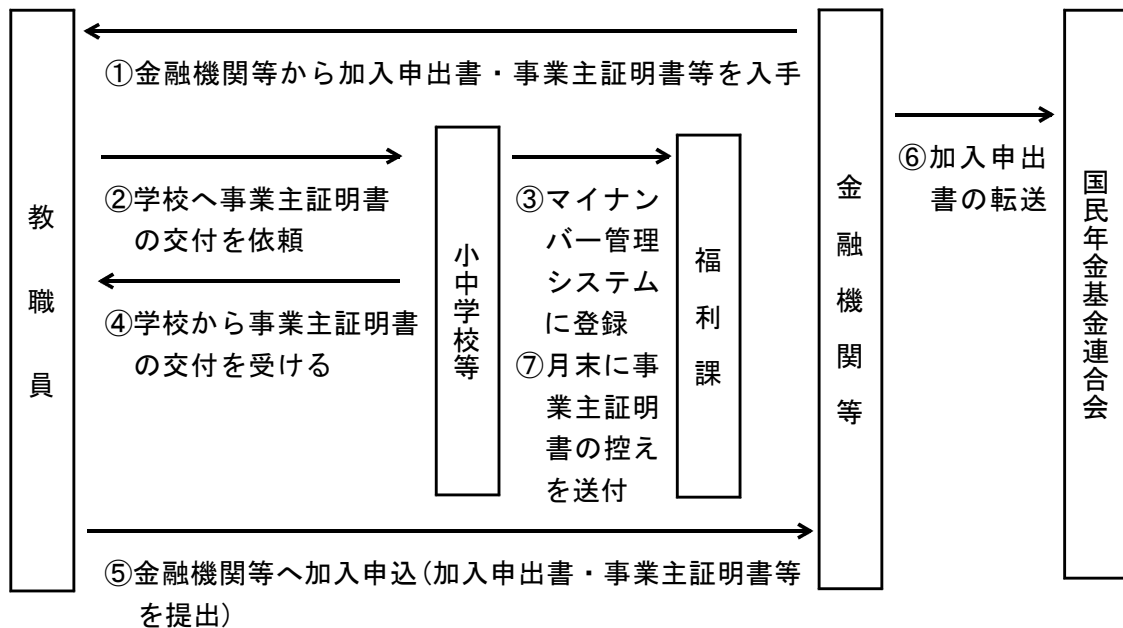 教職員
①金融機関等から加入申出書・事業主証明書等を入手
②学校へ事業主証明書
の交付を依頼
④学校から事業主証明書
の交付を受ける
小中学校等
③マイナン
バー管理
システム
に登録
⑦月末に事
業主証明
書の控え
を送付
福利課
⑤金融機関等へ加入申込(加入申出書・事業主証明書等
を提出)
金融機関等
⑥加入申出
書の転送
国民年金基金連合会